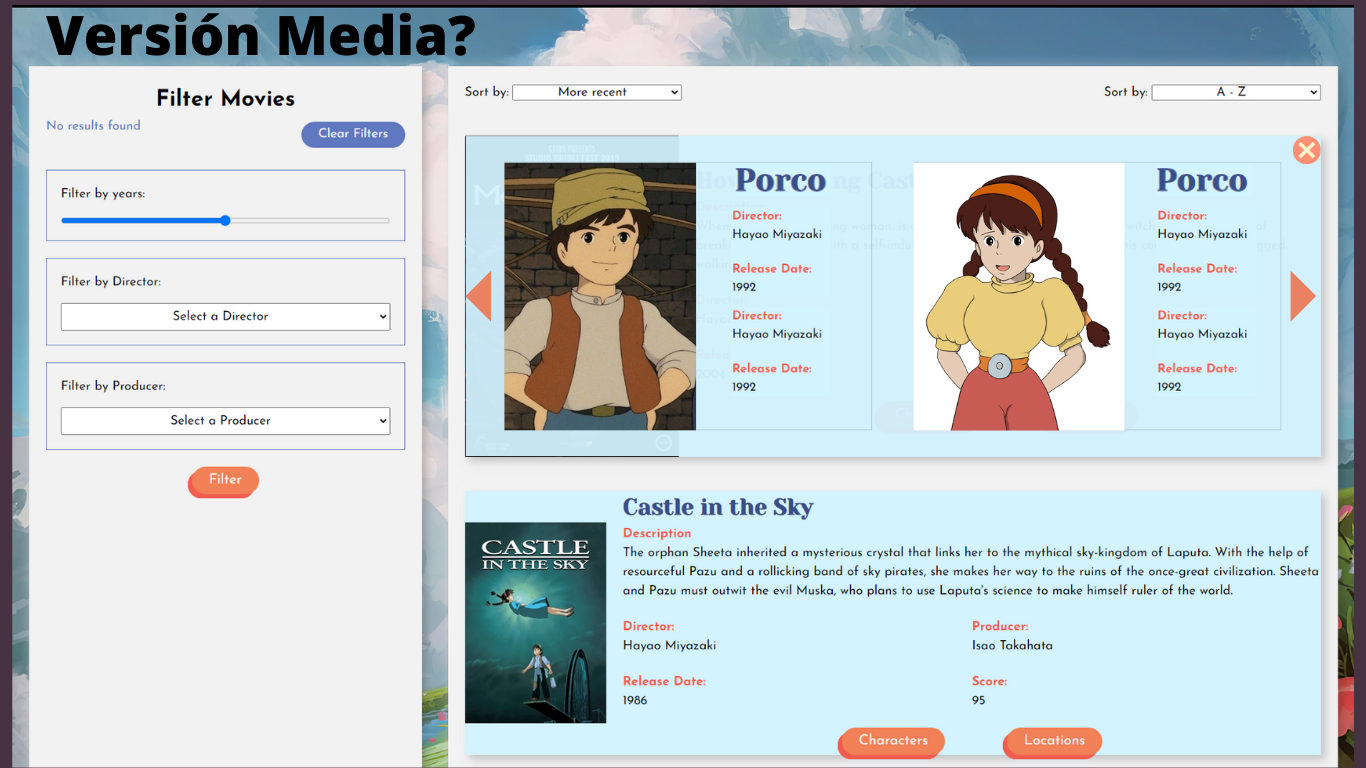 Versión Media?
Filter Movies
No results found
Clear Filters
Filter by years:
Filter by Director:
Select a Director
Filter by Producer:
Select a Producer
Filter
Sort by: More recent
Sort by: A - Z
Porco
Director:
Hayao Miyazaki
Release Date:
1992
Director:
Hayao Miyazaki
Release Date:
1992
Porco
Director:
Hayao Miyazaki
Release Date:
1992
Director:
Hayao Miyazaki
Release Date:
1992
CASTLE
IN THE SKY
Castle in the Sky
Description
The orphan Sheeta inherited a mysterious crystal that links her to the mythical sky-kingdom of Laputa. With the help of
resourceful Pazu and a rollicking band of sky pirates, she makes her way to the ruins of the once-great civilization. Sheeta
and Pazu must outwit the evil Muska, who plans to use Laputa's science to make himself ruler of the world.
Director:
Hayao Miyazaki
Producer:
Isao Takahata
Release Date:
1986
Score:
95
Characters
Locations